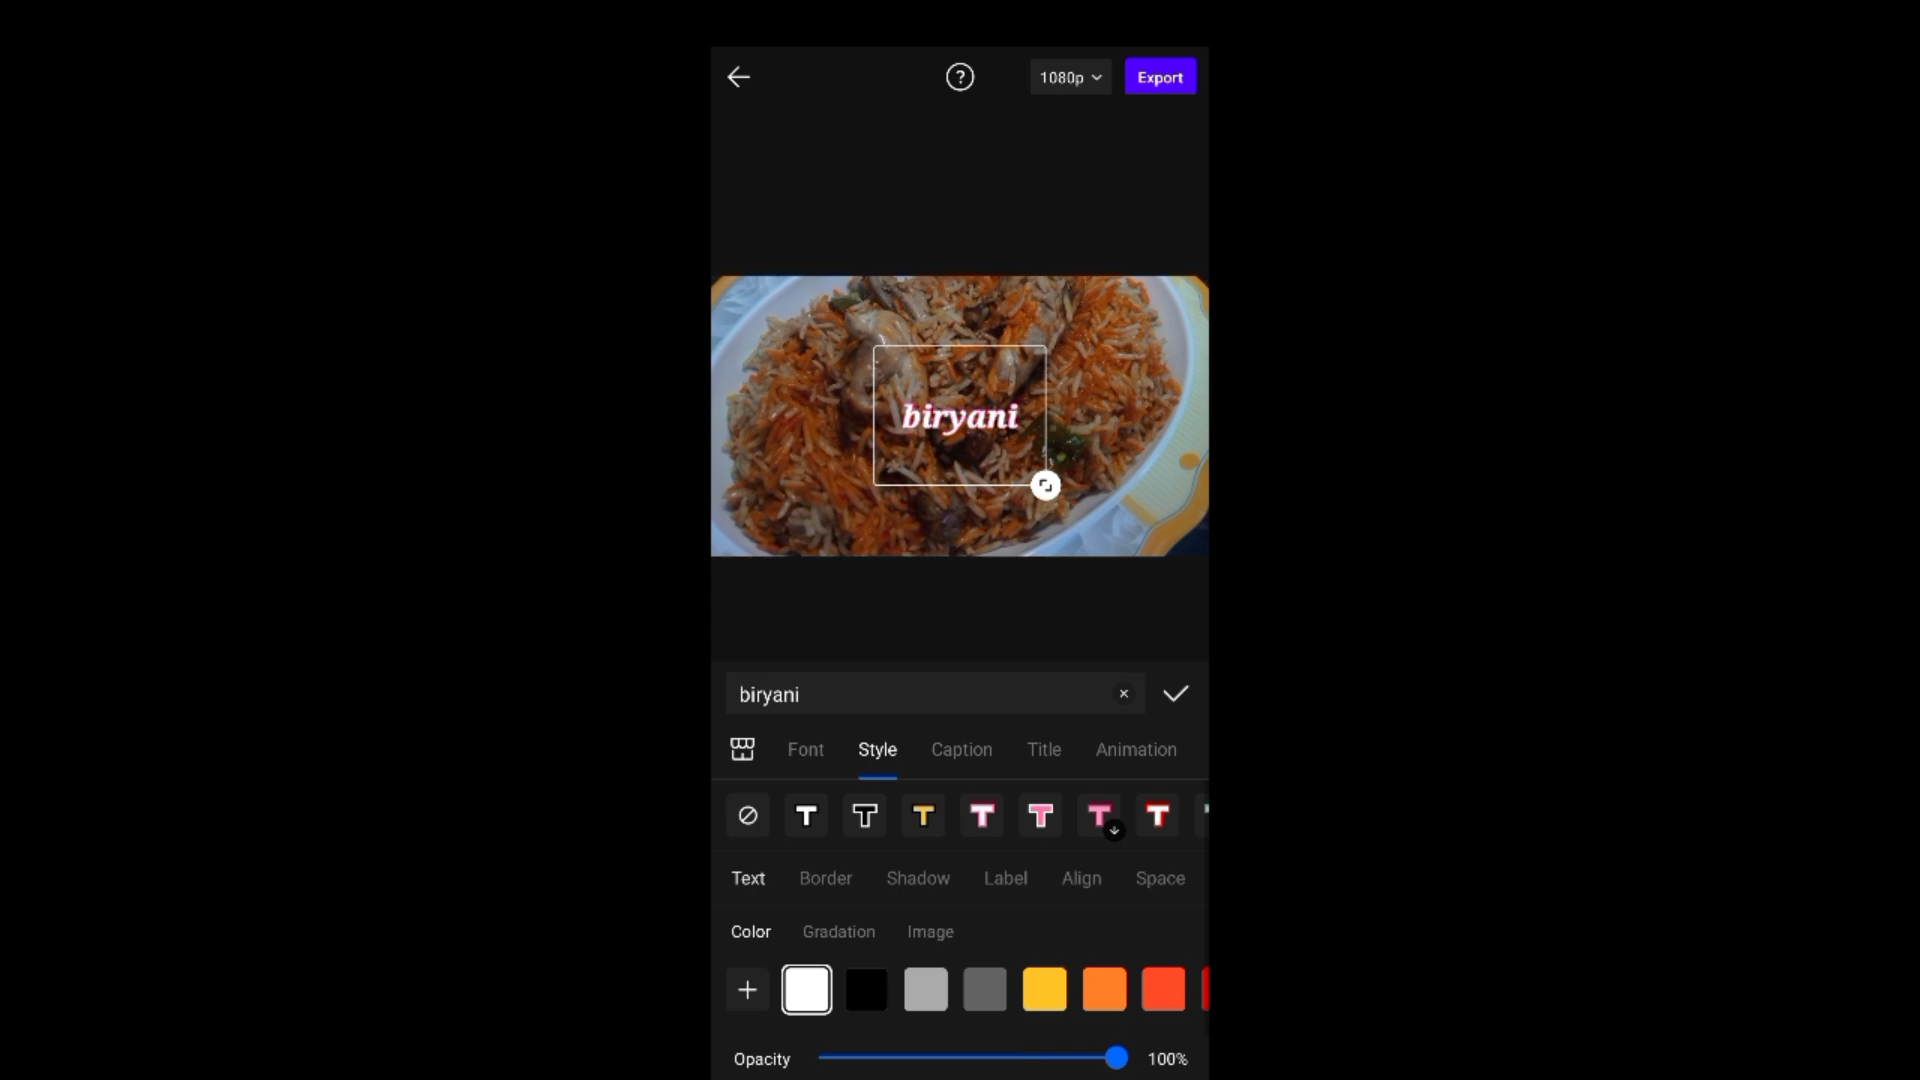 1080p Export
biryani
biryani
Font Style Caption Title Animation
T T T T T T T
Text Border Shadow Label Align Space
Color Gradation Image
Opacity 100%